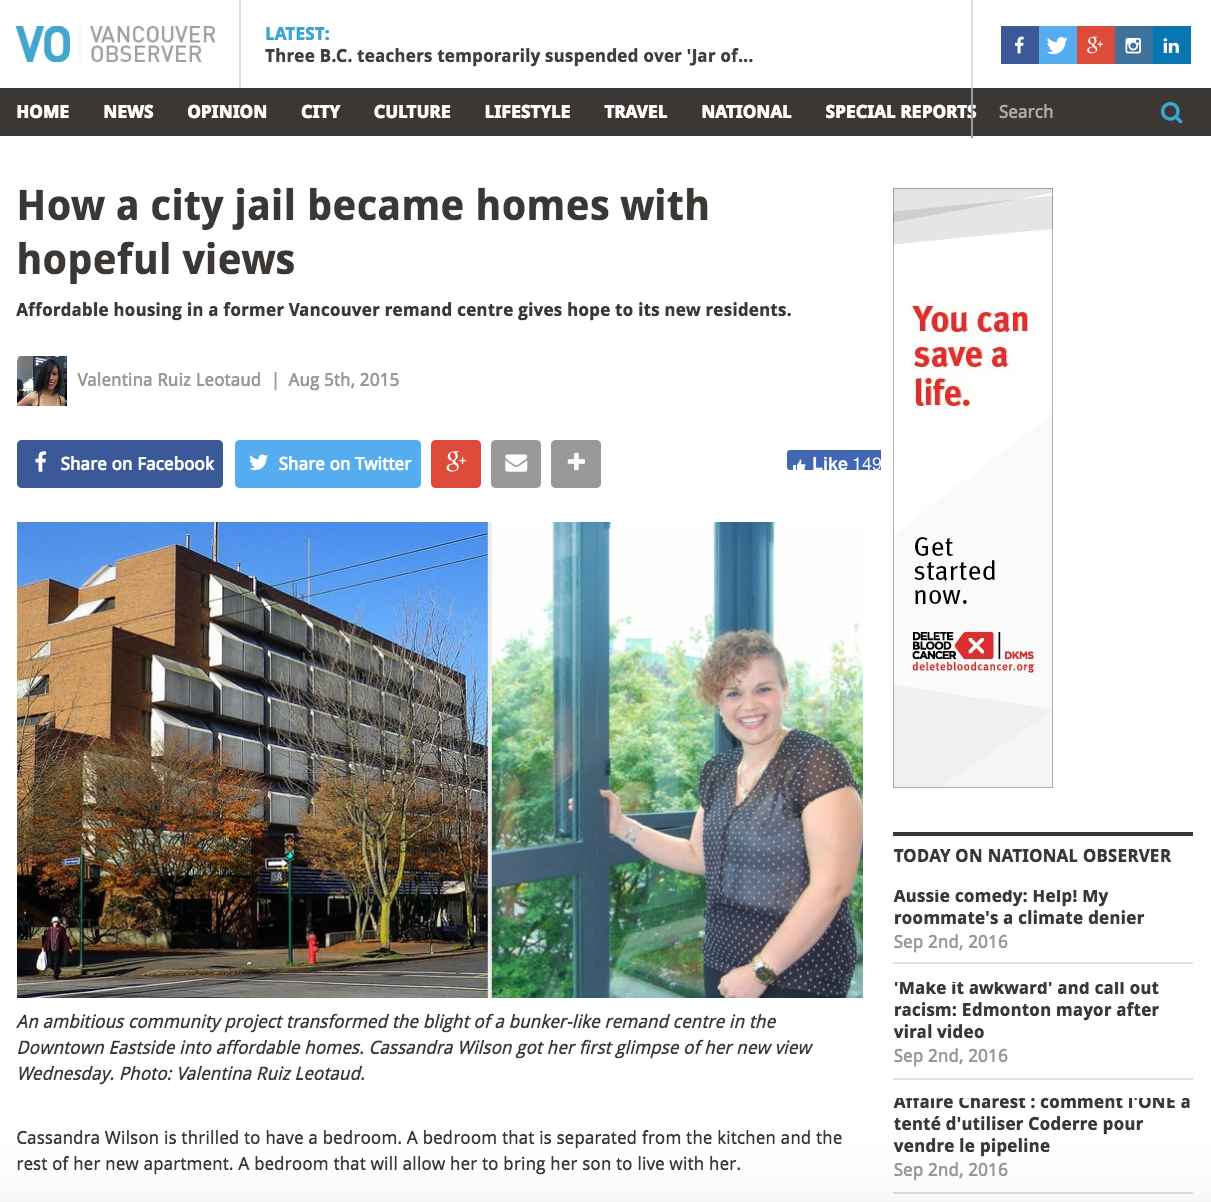 VO VANCOUVER
OBSERVER
LATEST:
Three B.C. teachers temporarily suspended over 'Jar of...
HOME NEWS OPINION CITY CULTURE LIFESTYLE TRAVEL NATIONAL SPECIAL REPORTS Search
How a city jail became homes with
hopeful views
Affordable housing in a former Vancouver remand centre gives hope to its new residents.
Valentina Ruiz Leotaud | Aug 5th, 2015
Share on Facebook Share on Twitter
Like 149
An ambitious community project transformed the blight of a bunker-like remand centre in the
Downtown Eastside into affordable homes. Cassandra Wilson got her first glimpse of her new view
Wednesday. Photo: Valentina Ruiz Leotaud.
Cassandra Wilson is thrilled to have a bedroom. A bedroom that is separated from the kitchen and the
rest of her new apartment. A bedroom that will allow her to bring her son to live with her.
You can
save a
life.
Get
started
now.
DELETE
BLOOD
CANCER DKMS
deletebloodcancer.org
TODAY ON NATIONAL OBSERVER
Aussie comedy: Help! My
roommate's a climate denier
Sep 2nd, 2016
'Make it awkward' and call out
racism: Edmonton mayor after
viral video
Sep 2nd, 2016
Affaire Charest : comment l'ONE a
tenté d'utiliser Coderre pour
vendre le pipeline
Sep 2nd, 2016